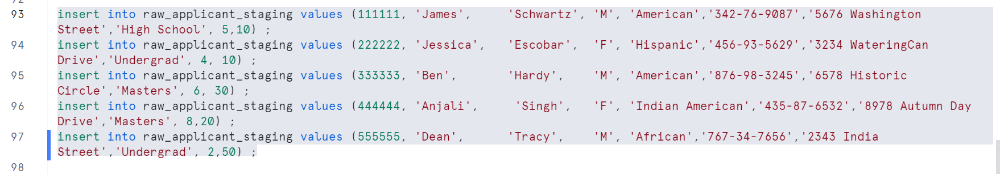 93 insert into raw_applicant_staging values (111111, 'James', 'Schwartz', 'M', 'American','342-76-9087','5676 Washington
Street','High School', 5,10) ;
94 insert into raw_applicant_staging values (222222, 'Jessica', 'Escobar', 'F', 'Hispanic','456-93-5629','3234 WateringCan
Drive','Undergrad', 4, 10) ;
95 insert into raw_applicant_staging values (333333, 'Ben', 'Hardy', 'M', 'American','876-98-3245','6578 Historic
Circle','Masters', 6, 30) ;
96 insert into raw_applicant_staging values (444444, 'Anjali', 'Singh', 'F', 'Indian American','435-87-6532','8978 Autumn Day
Drive','Masters', 8,20) ;
97 insert into raw_applicant_staging values (555555, 'Dean', 'Tracy', 'M', 'African','767-34-7656','2343 India
Street','Undergrad', 2,50) ;
98